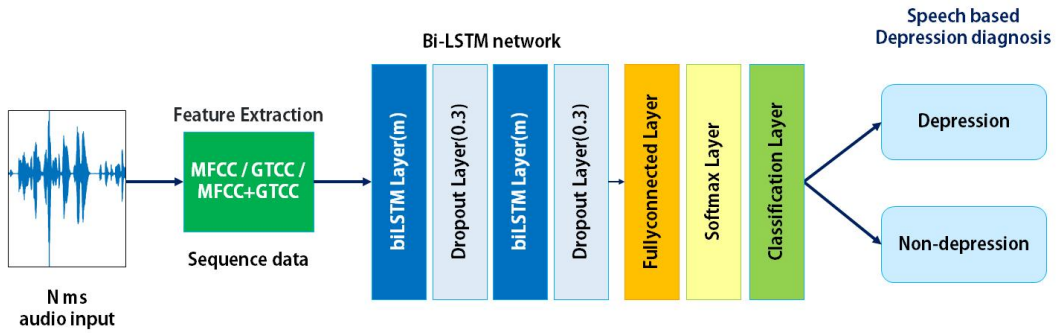 Speech based
Depression diagnosis
Bi-LSTM network
Feature Extraction
MFCC / GTCC /
MFCC+GTCC
Sequence data
N ms
audio input
biLSTM Layer(m)
Dropout Layer(0.3)
biLSTM Layer(m)
Dropout Layer(0.3)
Fullyconnected Layer
Softmax Layer
Classification Layer
Depression
Non-depression